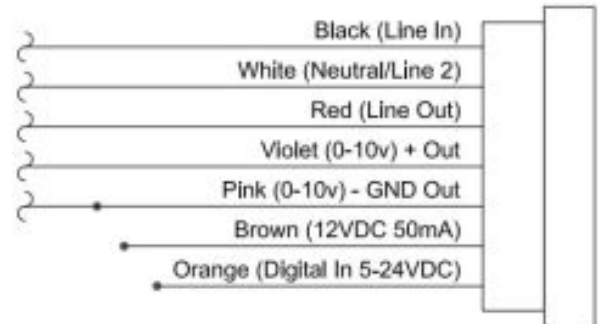 Black (Line In)
White (Neutral/Line 2)
Red (Line Out)
Violet (0-10v) + Out
Pink (0-10v) - GND Out
Brown (12VDC 50mA)
Orange (Digital In 5-24VDC)